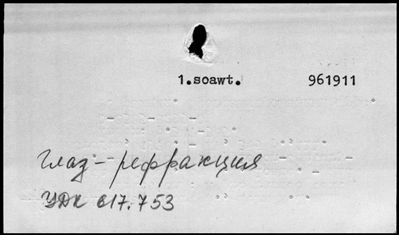 1.soawt. 961911
глаз – рефракция
УДК 617.753